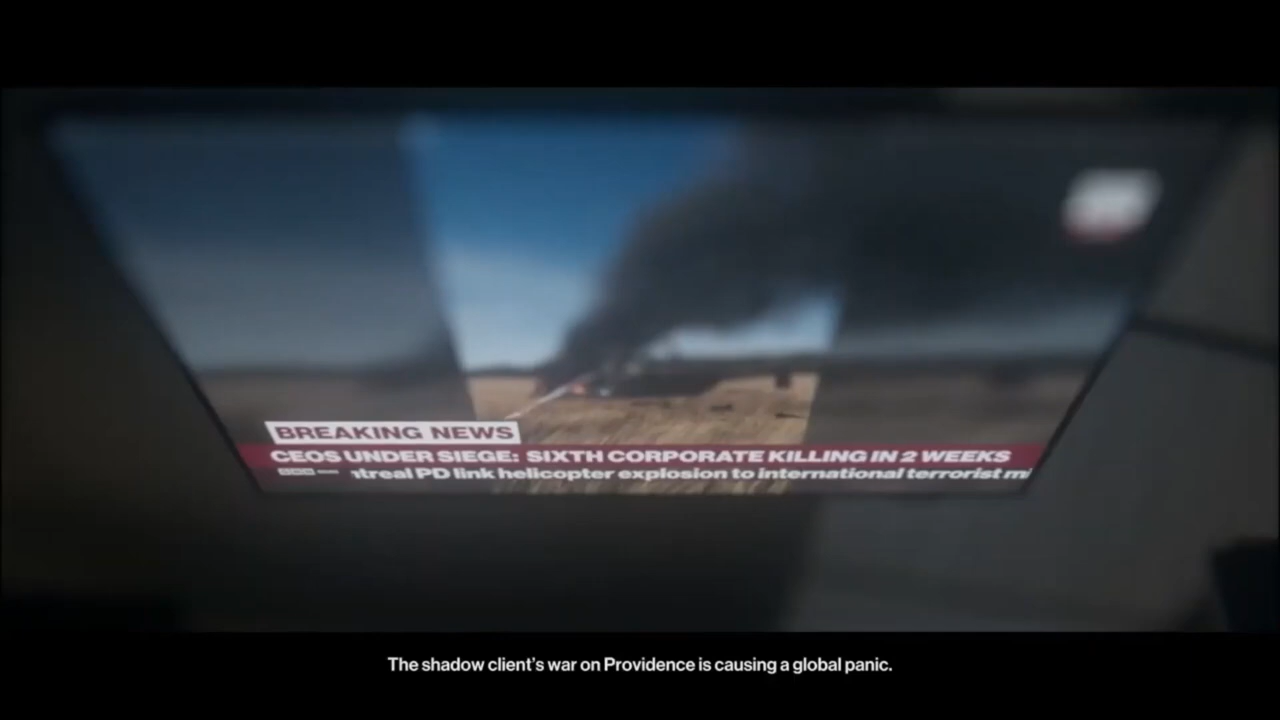 BREAKING NEWS
CEOS UNDER SIEGE: SIXTH CORPORATE KILLING IN 2 WEEKS
PD link helicopter explosion to international terrorist
The shadow client's war on Providence is causing a global panic.